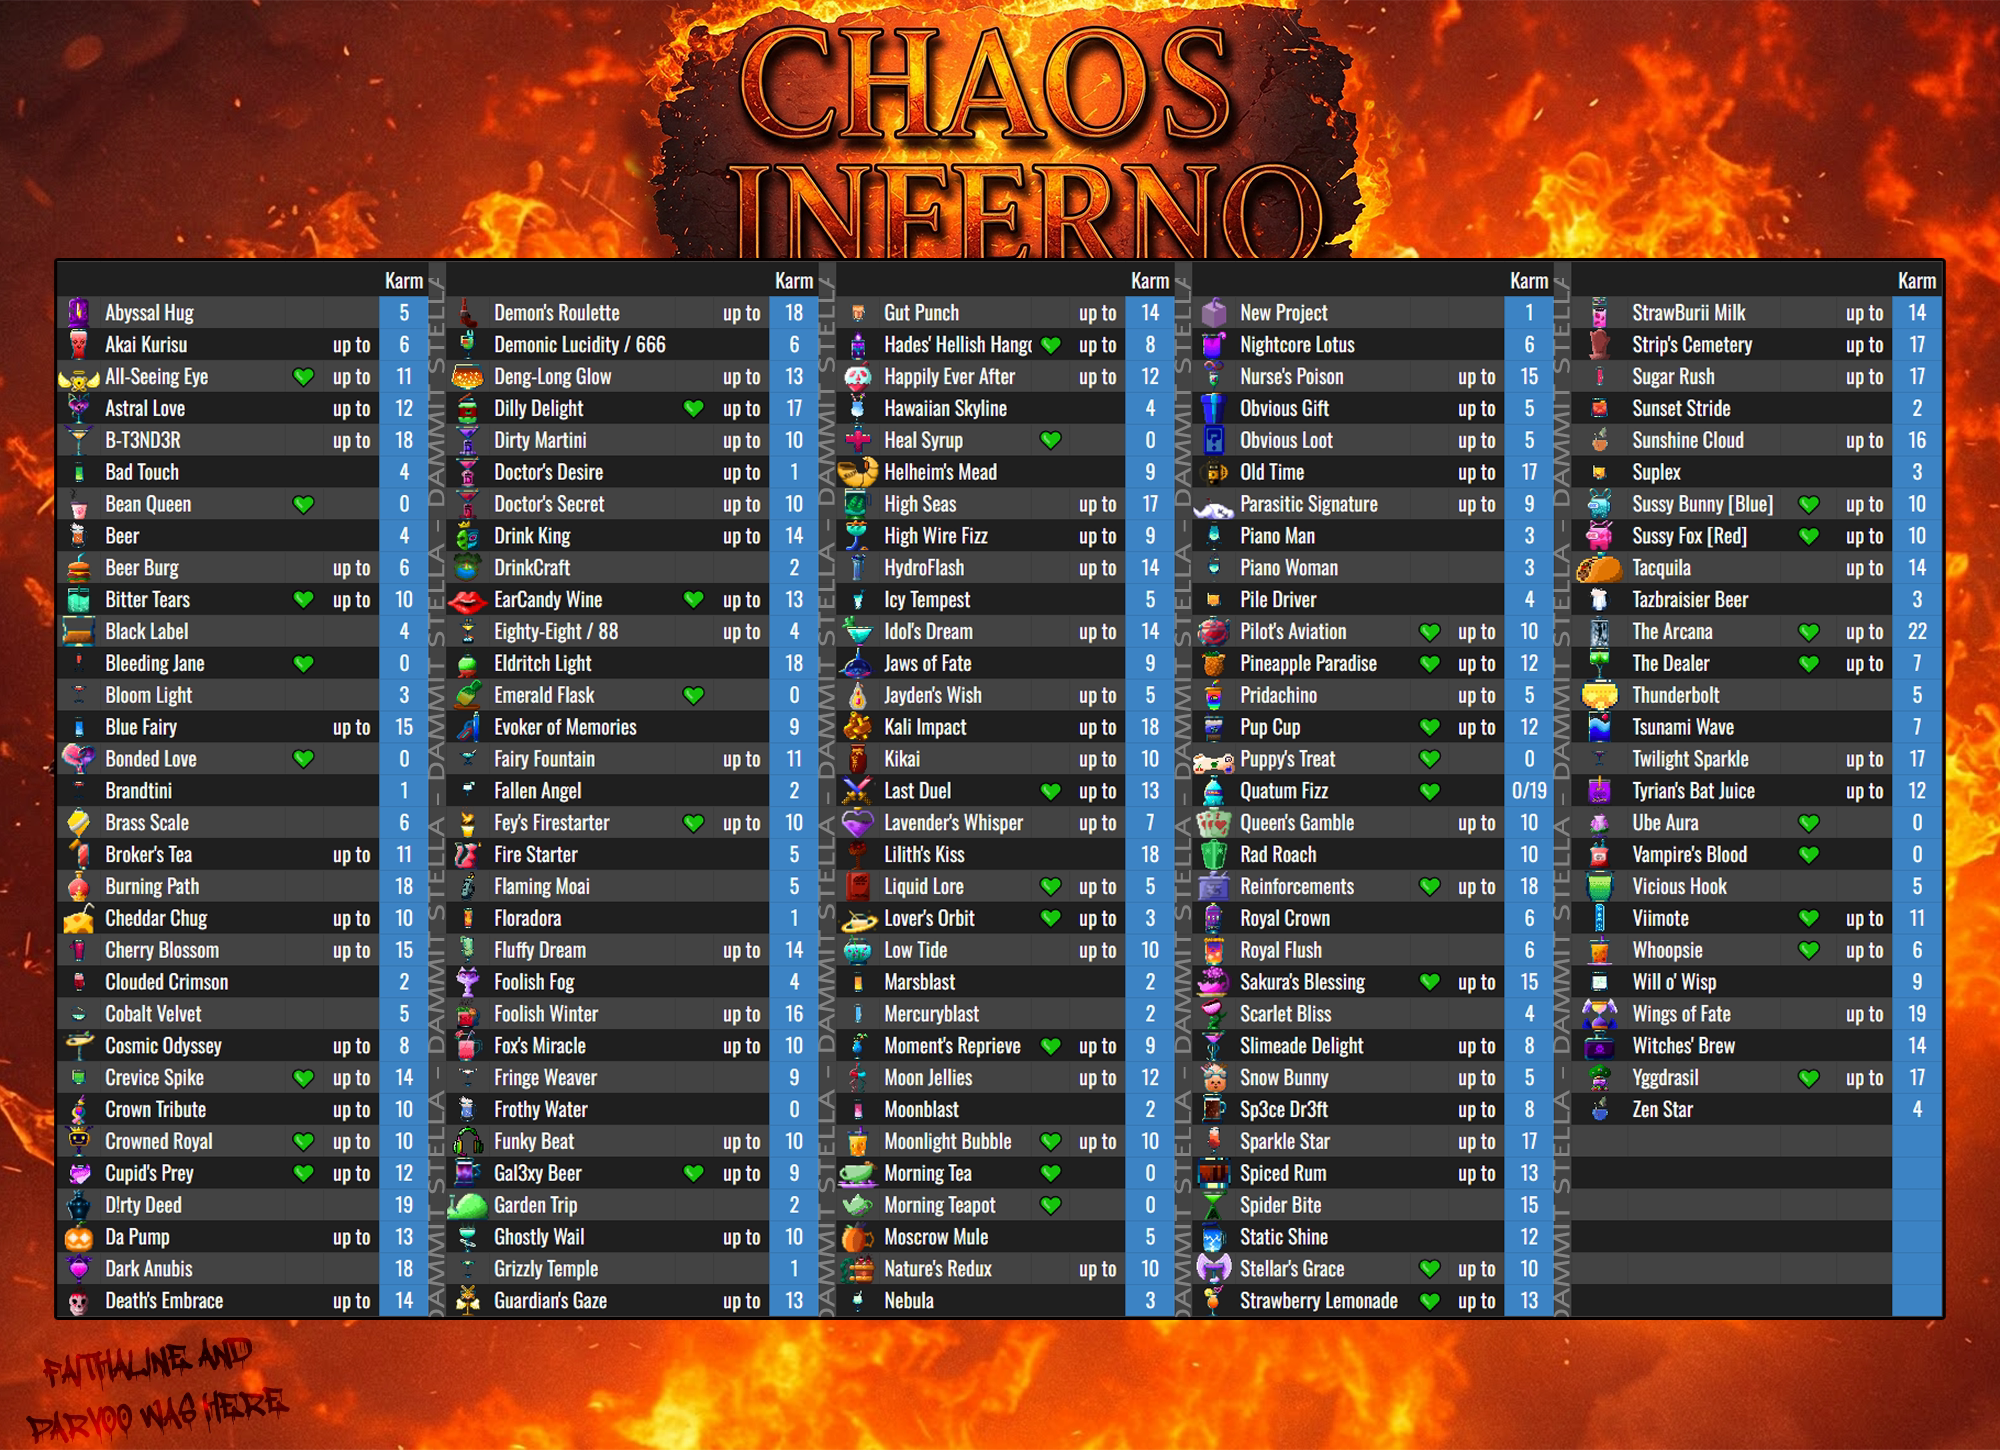 CHAOS
INFERNO
Karm
Abyssal Hug 5
Akai Kurisu up to 6
All-Seeing Eye up to 11
Astral Love up to 12
B-T3ND3R up to 18
Bad Touch 4
Bean Queen 0
Beer 4
Beer Burg up to 6
Bitter Tears up to 10
Black Label 4
Bleeding Jane 0
Bloom Light 3
Blue Fairy up to 15
Bonded Love 0
Brandtini 1
Brass Scale 6
Broker's Tea up to 11
Burning Path 18
Cheddar Chug up to 10
Cherry Blossom up to 15
Clouded Crimson 2
Cobalt Velvet 5
Cosmic Odyssey up to 8
Crevice Spike up to 14
Crown Tribute up to 10
Crowned Royal up to 10
Cupid's Prey up to 12
D!rty Deed 19
Da Pump up to 13
Dark Anubis 18
Death's Embrace up to 14
DAMMIT STELLA - DAMMIT STELLA - DAMMIT STELLA
Karm
Demon's Roulette up to 18
Demonic Lucidity / 666 6
Deng-Long Glow up to 13
Dilly Delight up to 17
Dirty Martini up to 10
Doctor's Desire up to 1
Doctor's Secret up to 10
Drink King up to 14
DrinkCraft 2
EarCandy Wine up to 13
Eighty-Eight / 88 up to 4
Eldritch Light 18
Emerald Flask 0
Evoker of Memories 9
Fairy Fountain up to 11
Fallen Angel 2
Fey's Firestarter up to 10
Fire Starter 5
Flaming Moai 5
Floradora 1
Fluffy Dream up to 14
Foolish Fog 4
Foolish Winter up to 16
Fox's Miracle up to 10
Fringe Weaver 9
Frothy Water 0
Funky Beat up to 10
Gal3xy Beer up to 9
Garden Trip 2
Ghostly Wail up to 10
Grizzly Temple 1
Guardian's Gaze up to 13
DAMMIT STELLA - DAMMIT STELLA - DAMMIT STELLA
Karm
Gut Punch up to 14
Hades' Hellish Hang up to 8
Happily Ever After up to 12
Hawaiian Skyline 4
Heal Syrup 0
Helheim's Mead 9
High Seas up to 17
High Wire Fizz up to 9
HydroFlash up to 14
Icy Tempest 5
Idol's Dream up to 14
Jaws of Fate 9
Jayden's Wish up to 5
Kali Impact up to 18
Kikai up to 10
Last Duel up to 13
Lavender's Whisper up to 7
Lilith's Kiss 18
Liquid Lore up to 5
Lover's Orbit up to 3
Low Tide up to 10
Marsblast 2
Mercuryblast 2
Moment's Reprieve up to 9
Moon Jellies up to 12
Moonblast 2
Moonlight Bubble up to 10
Morning Tea 0
Morning Teapot 0
Moscrow Mule 5
Nature's Redux up to 10
Nebula 3
DAMMIT STELLA - DAMMIT STELLA - DAMMIT STELLA
Karm
New Project 1
Nightcore Lotus 6
Nurse's Poison up to 15
Obvious Gift up to 5
Obvious Loot up to 5
Old Time up to 17
Parasitic Signature up to 9
Piano Man 3
Piano Woman 3
Pile Driver 4
Pilot's Aviation up to 10
Pineapple Paradise up to 12
Pridachino up to 5
Pup Cup up to 12
Puppy's Treat 0
Quatum Fizz 0/19
Queen's Gamble up to 10
Rad Roach 10
Reinforcements up to 18
Royal Crown 6
Royal Flush 6
Sakura's Blessing up to 15
Scarlet Bliss 4
Slimeade Delight up to 8
Snow Bunny up to 5
Sp3ce Dr3ft up to 8
Sparkle Star up to 17
Spiced Rum up to 13
Spider Bite 15
Static Shine 12
Stellar's Grace up to 10
Strawberry Lemonade up to 13
DAMMIT STELLA - DAMMIT STELLA - DAMMIT STELLA
Karm
StrawBurii Milk up to 14
Strip's Cemetery up to 17
Sugar Rush up to 17
Sunset Stride 2
Sunshine Cloud up to 16
Suplex 3
Sussy Bunny [Blue] up to 10
Sussy Fox [Red] up to 10
Tacquila up to 14
Tazbraisier Beer 3
The Arcana up to 22
The Dealer up to 7
Thunderbolt 5
Tsunami Wave 7
Twilight Sparkle up to 17
Tyrian's Bat Juice up to 12
Ube Aura 0
Vampire's Blood 0
Vicious Hook 5
Viimote up to 11
Whoopsie up to 6
Will o' Wisp 9
Wings of Fate up to 19
Witches' Brew 14
Yggdrasil up to 17
Zen Star 4
FAITHALINE AND
DARYOO WAS HERE